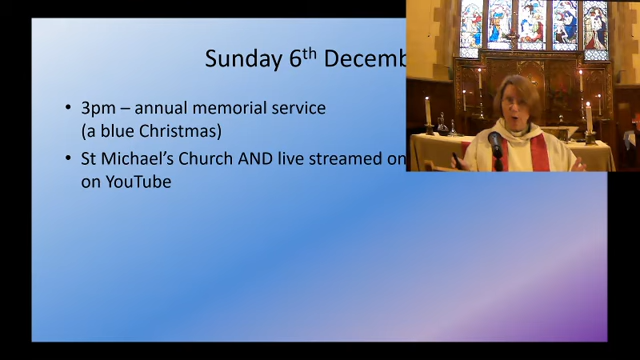 Sunday 6th Decemb
• 3pm – annual memorial service
(a blue Christmas)
• St Michael's Church AND live streamed on
on YouTube